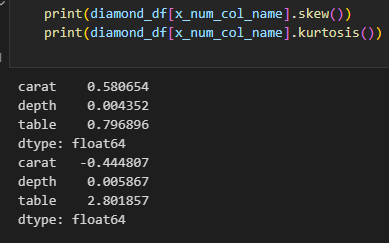 print(diamond_df[x_num_col_name].skew())
print(diamond_df[x_num_col_name].kurtosis())
carat    0.580654
depth    0.004352
table    0.796896
dtype: float64
carat   -0.444807
depth    0.005867
table    2.801857
dtype: float64